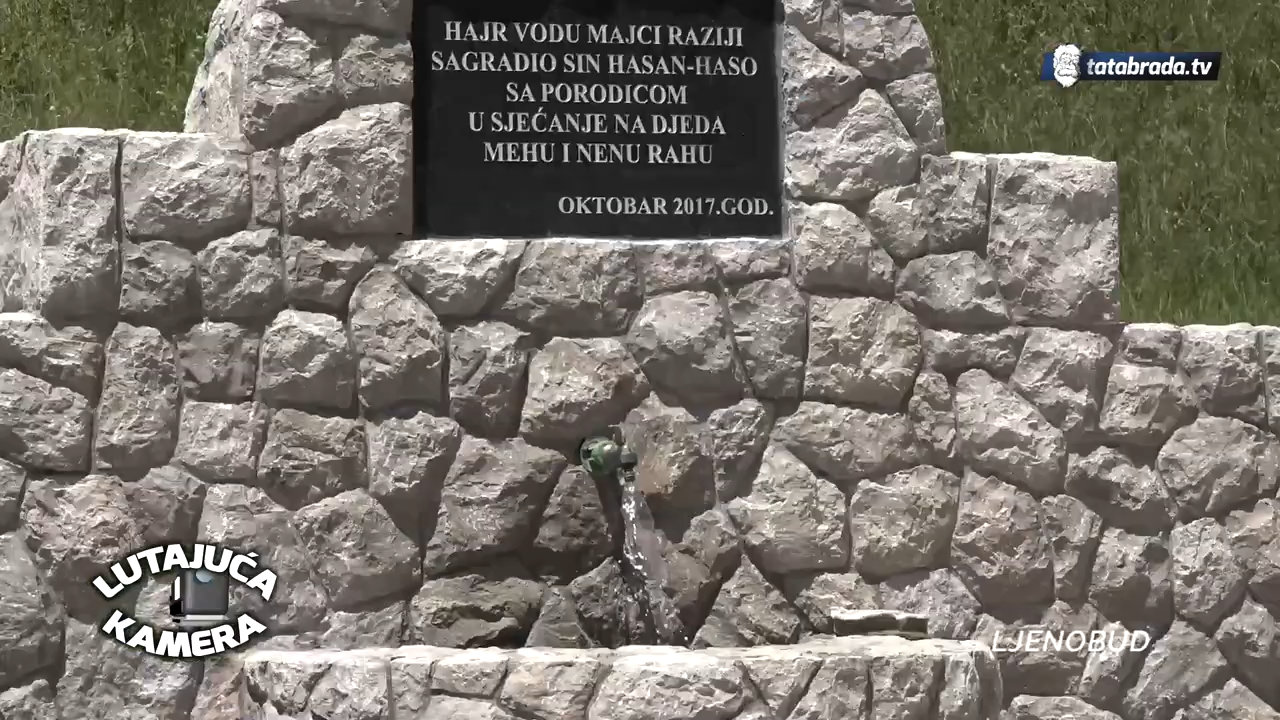 HAJR VODU MAJCI RAZIJI
SAGRADIO SIN HASAN-HASO
SA PORODICOM
U SJEĆANJE NA DJEDA
MEHU I NENU RAHU
OKTOBAR 2017.GOD.
tatabrada.tv
LUTAJUĆA
KAMERA
LJENOBUD